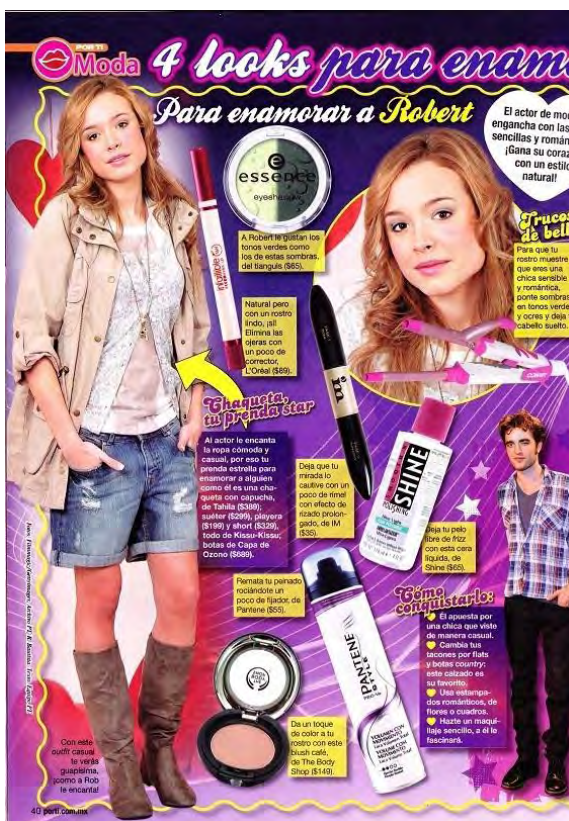 POR TI
Moda
4 looks para enam
Para enamorar a Robert
El actor de mo
engancha con las
sencillas y román
¡Gana su coraz
con un estilo
natural!
essence
eyeshadow
A Robert le gustan los
tonos verdes como
los de estas sombras,
del tianguis ($65).
Trucos
de bell
Para que tu
rostro muestre
que eres una
chica sensible
y romántica,
ponte sombras
en tonos verde
y ocres y deja
cabello suelto.
infallible
Natural pero
con un rostro
lindo, ¡sí!
Elimina las
ojeras con
un poco de
corrector,
L'Oréal ($89).
Chaqueta,
tu prenda star
Al actor le encanta
la ropa cómoda y
casual, por eso tu
prenda estrella para
enamorar a alguien
como él es una cha-
queta con capucha,
de Tahila ($389);
suéter ($299), playera
($199) y short ($329),
todo de Kissu-Kissu;
botas de Capa de
Ozono ($689).
im
Deja que tu
mirada lo
cautive con un
poco de rímel
con efecto de
rizado prolon-
gado, de IM
($35).
POLISHING
SHINE
Deja tu pelo
libre de frizz
con esta cera
líquida, de
Shine ($65).
Remata tu peinado
rociándole un
poco de fijador, de
Pantene ($55).
PANTENE
STYLE
VOLUMEN CON
MOVIMIENTO
Cómo
conquistarlo:
Él apuesta por
una chica que viste
de manera casual.
Cambia tus
tacones por flats
y botas country:
este calzado es
su favorito.
Usa estampa-
dos románticos, de
flores o cuadros.
Hazte un maqui-
llaje sencillo, a él le
fascinará.
Da un toque
de color a tu
rostro con este
blush café,
de The Body
Shop ($149).
Con este
outfit casual
te verás
guapísima,
¡como a Rob
le encanta!
40 porti.com.mx